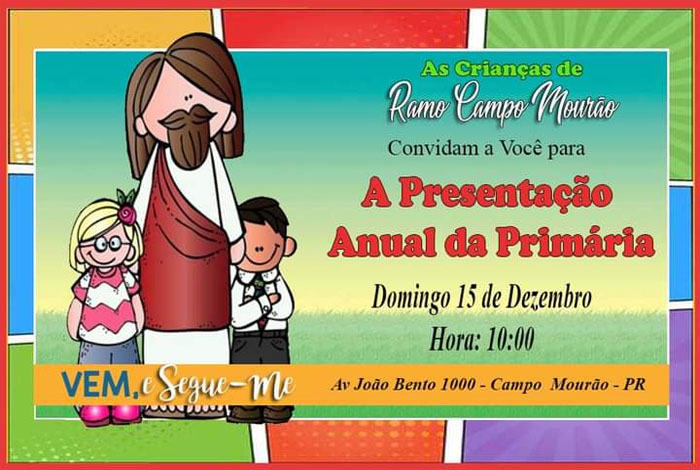 As Crianças de
Ramo Campo Mourão
Convidam a Você para
A Presentação
Anual da Primária
Domingo 15 de Dezembro
Hora: 10:00
VEM, e Segue-Me
Av João Bento 1000 - Campo Mourão - PR